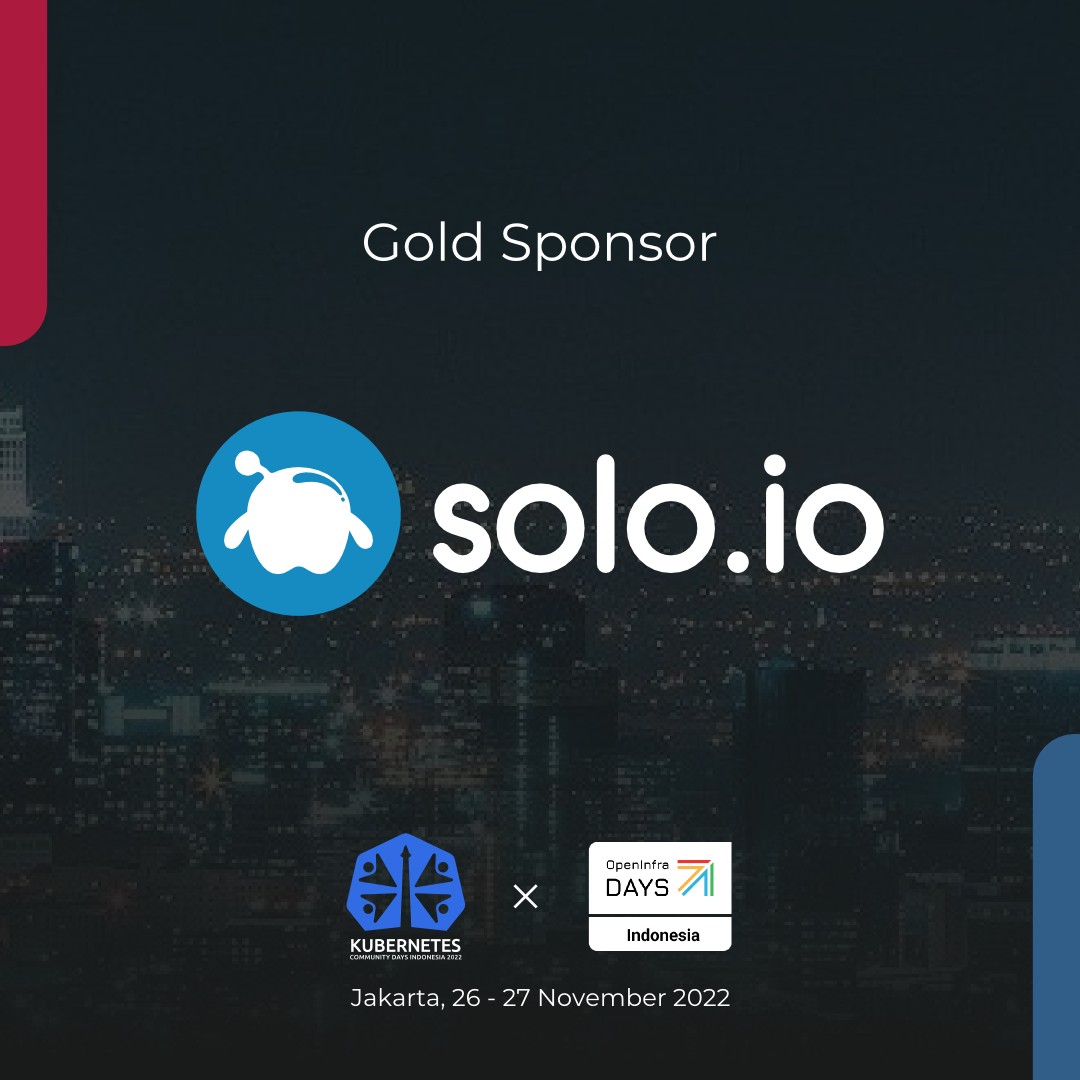 Gold Sponsor
solo.io
KUBERNETES
COMMUNITY DAYS INDONESIA 2022
OpenInfra
DAYS
Indonesia
Jakarta, 26 - 27 November 2022